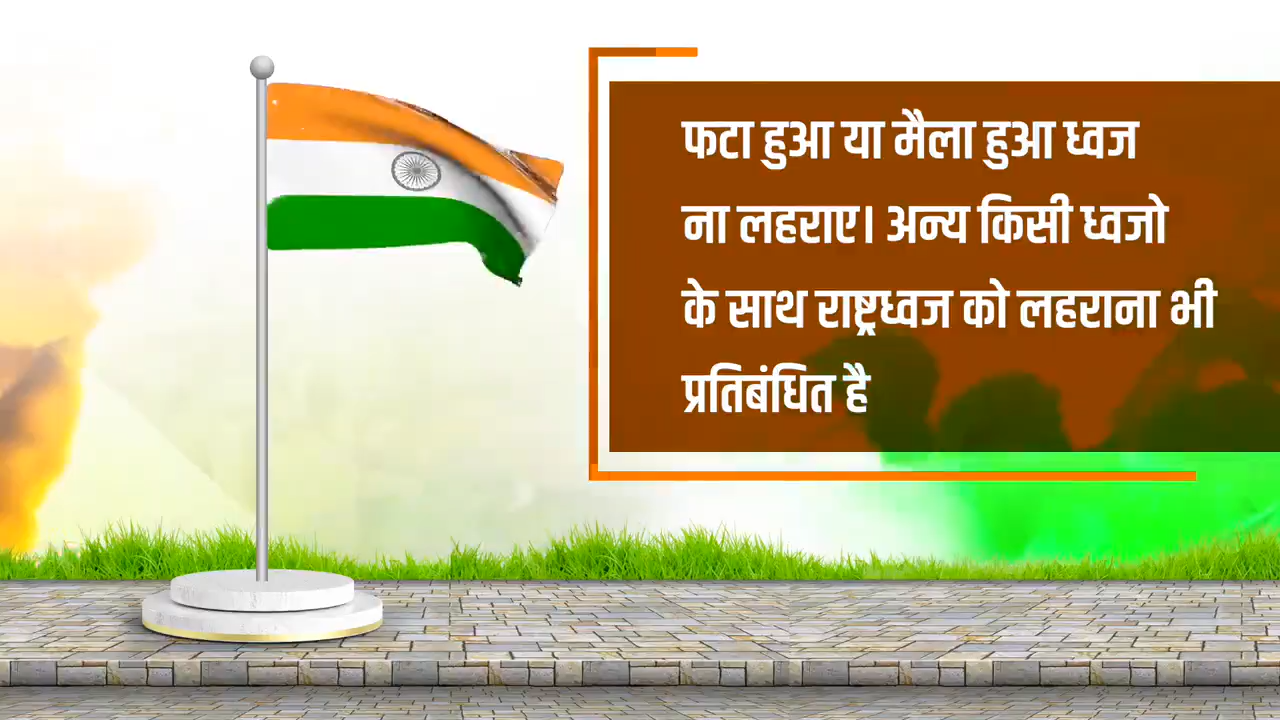 फटा हुआ या मैला हुआ ध्वज
ना लहराए। अन्य किसी ध्वजो
के साथ राष्ट्रध्वज को लहराना भी
प्रतिबंधित है